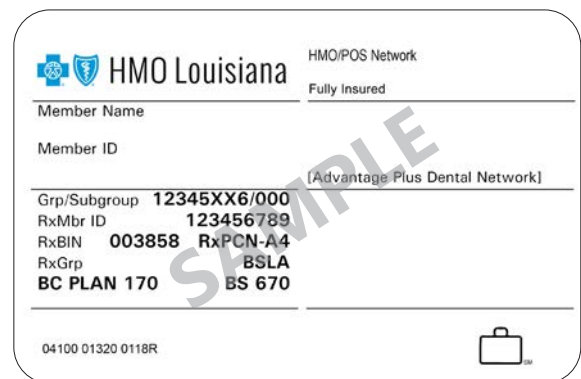 HMO Louisiana
HMO/POS Network
Fully Insured
Member Name
Member ID
[Advantage Plus Dental Network]
Grp/Subgroup 12345XX6/000
RxMbr ID 123456789
RxBIN 003858 RxPCN-A4
RxGrp BSLA
BC PLAN 170 BS 670
SAMPLE
04100 01320 0118R
SM